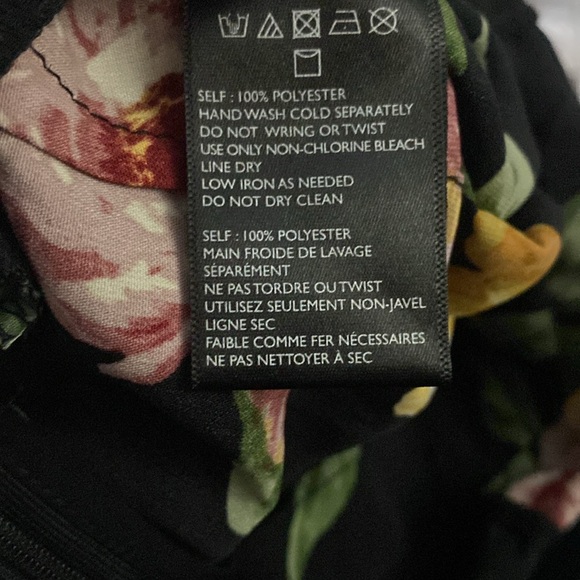 SELF : 100% POLYESTER
HAND WASH COLD SEPARATELY
DO NOT WRING OR TWIST
USE ONLY NON-CHLORINE BLEACH
LINE DRY
LOW IRON AS NEEDED
DO NOT DRY CLEAN
SELF : 100% POLYESTER
MAIN FROIDE DE LAVAGE
SÉPARÉMENT
NE PAS TORDRE OU TWIST
UTILISEZ SEULEMENT NON-JAVEL
LIGNE SEC
FAIBLE COMME FER NÉCESSAIRES
NE PAS NETTOYER À SEC